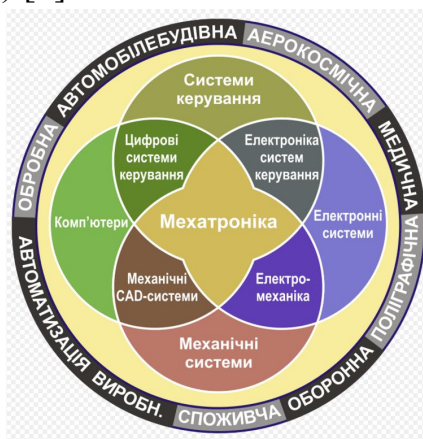 АВТОМОБІЛЕБУДІВНА
АЕРОКОСМІЧНА
МЕДИЧНА
ПОЛІГРАФІЧНА
ОБОРОННА
СПОЖИВЧА
АВТОМАТИЗАЦІЯ ВИРОБН.
ОБРОБНА
Системи
керування
Цифрові
системи
керування
Електроніка
систем
керування
Комп'ютери
Мехатроніка
Електронні
системи
Механічні
CAD-системи
Електро-
механіка
Механічні
системи